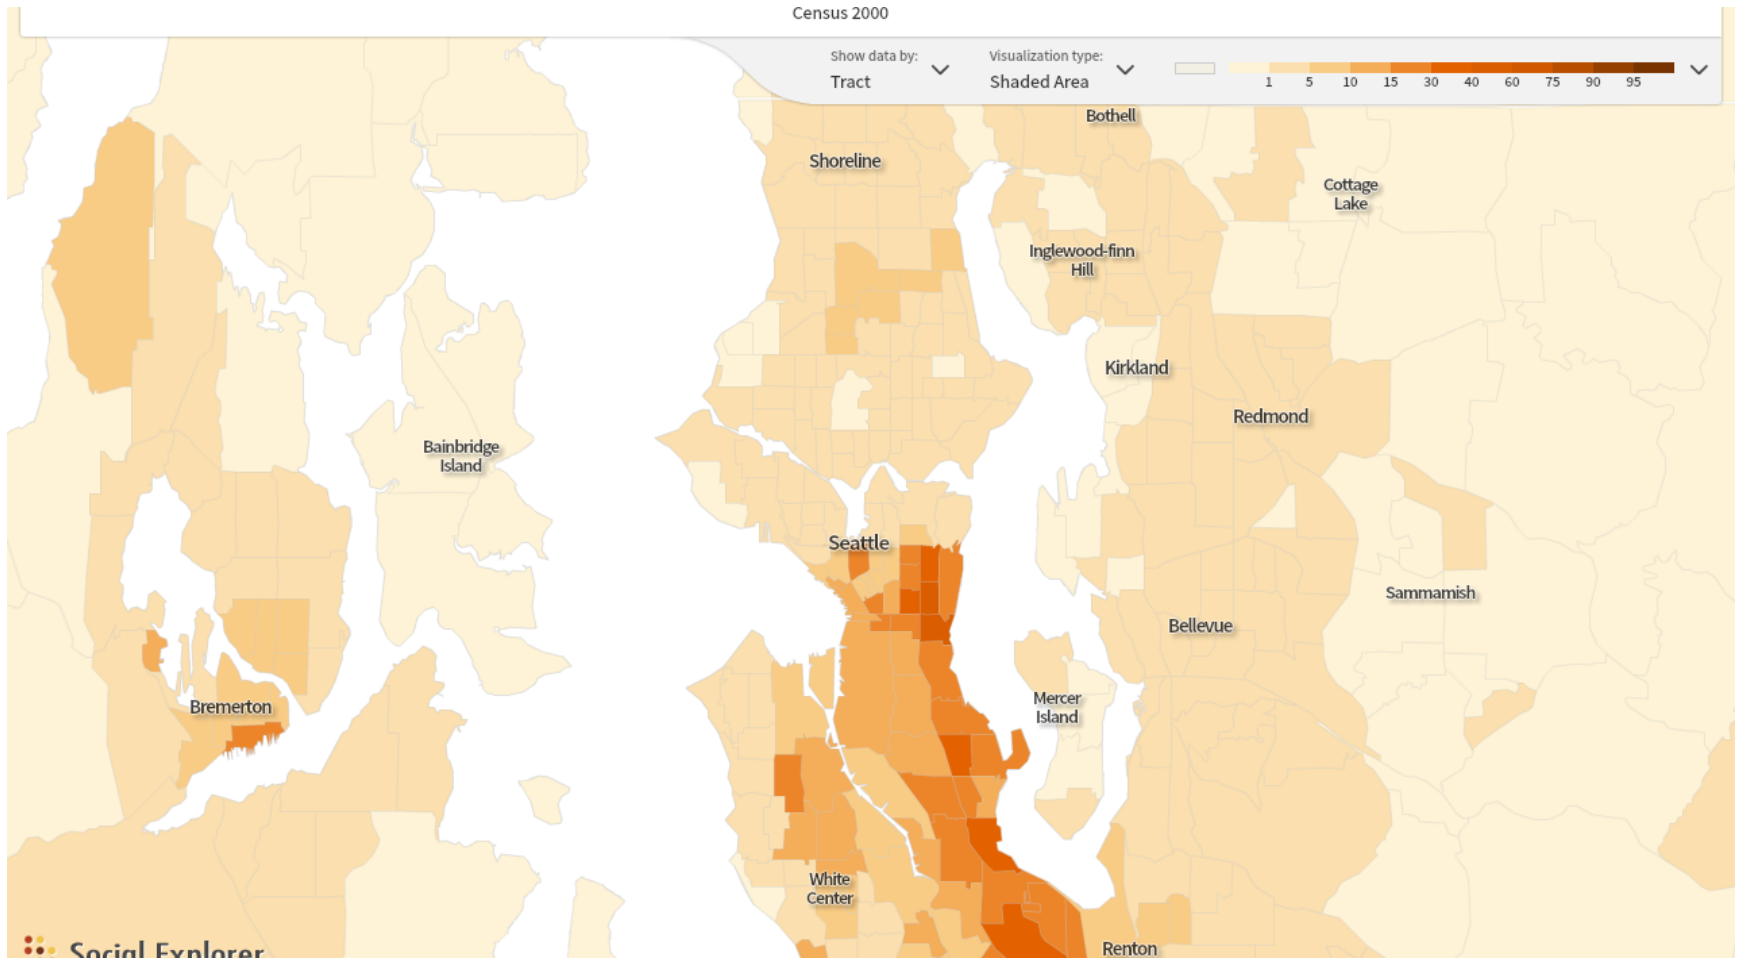 Census 2000
Show data by:
Visualization type:
Tract
Shaded Area
1 5 10 15 30 40 60 75 90 95
Bothell
Shoreline
Cottage
Lake
Inglewood-finn
Hill
Kirkland
Redmond
Bainbridge
Island
Seattle
Sammamish
Bellevue
Bremerton
Mercer
Island
White
Center
Renton
Social Explorer